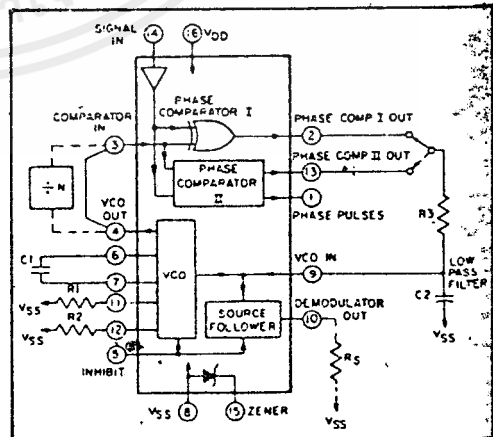 SIGNAL IN
14
16 VDD
PHASE COMPARATOR I
COMPARATOR IN
3
2
PHASE COMP I OUT
PHASE COMP II OUT
13
÷ N
PHASE COMPARATOR II
1
PHASE PULSES
VCO OUT
4
R3
6
C1
VCO
VCO IN
9
LOW PASS FILTER
7
R1
VSS
11
DEMODULATOR OUT
C2
R2
VSS
12
SOURCE FOLLOWER
10
VSS
5
INHIBIT
RS
VSS
8
15
ZENER
VSS